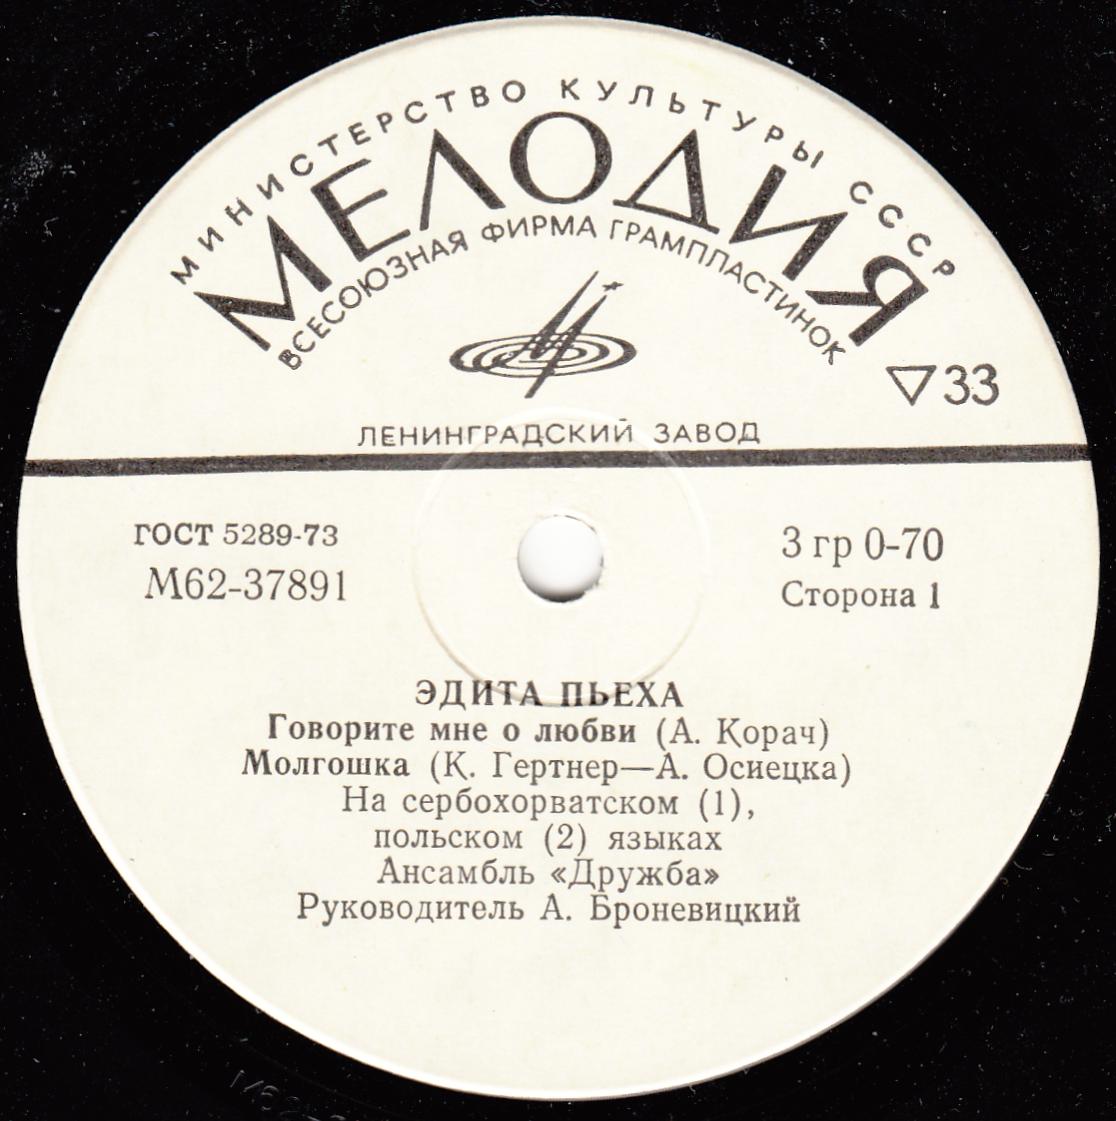 МИНИСТЕРСТВО КУЛЬТУРЫ СССР
МЕЛОДИЯ
ВСЕСОЮЗНАЯ ФИРМА ГРАМПЛАСТИНОК
▽33
ЛЕНИНГРАДСКИЙ ЗАВОД
ГОСТ 5289-73
3 гр 0-70
М62-37891
Сторона 1
ЭДИТА ПЬЕХА
Говорите мне о любви (А. Корач)
Молгошка (К. Гертнер—А. Осиецка)
На сербохорватском (1),
польском (2) языках
Ансамбль «Дружба»
Руководитель А. Броневицкий